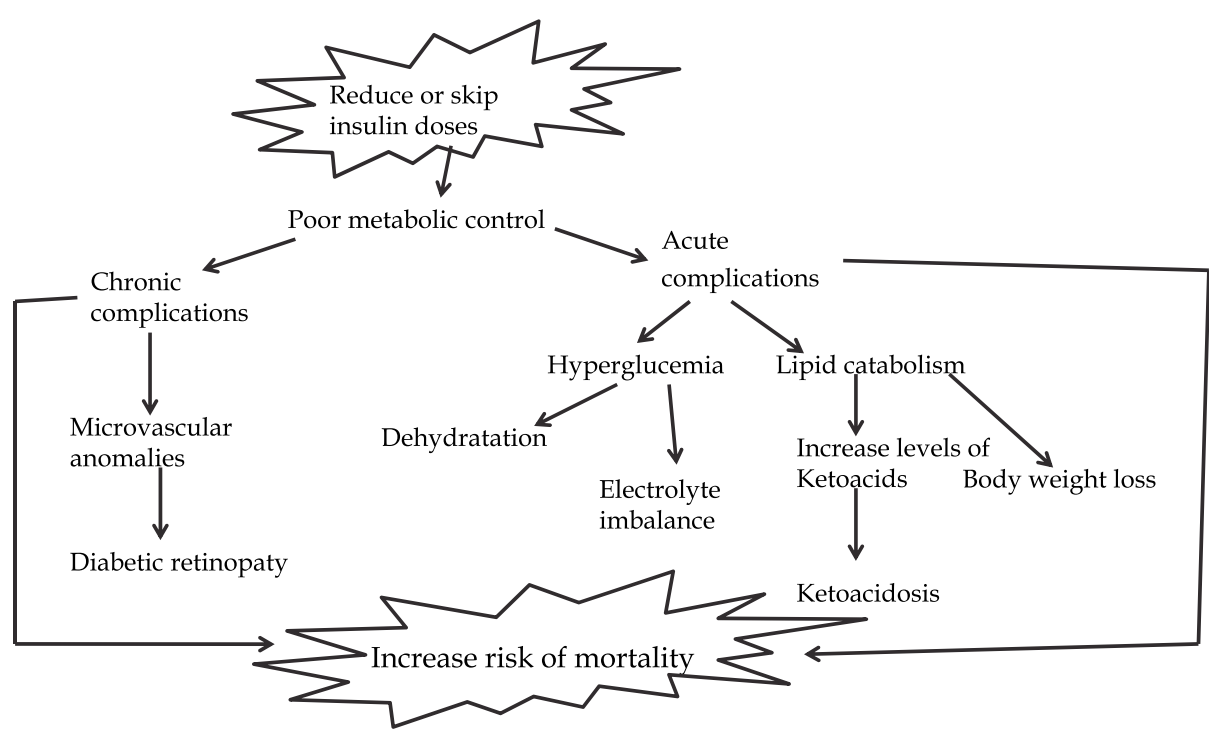 Reduce or skip
insulin doses
Poor metabolic control
Acute
complications
Chronic
complications
Hyperglucemia
Lipid catabolism
Microvascular
anomalies
Dehydratation
Increase levels of
Ketoacids
Body weight loss
Electrolyte
imbalance
Diabetic retinopaty
Ketoacidosis
Increase risk of mortality